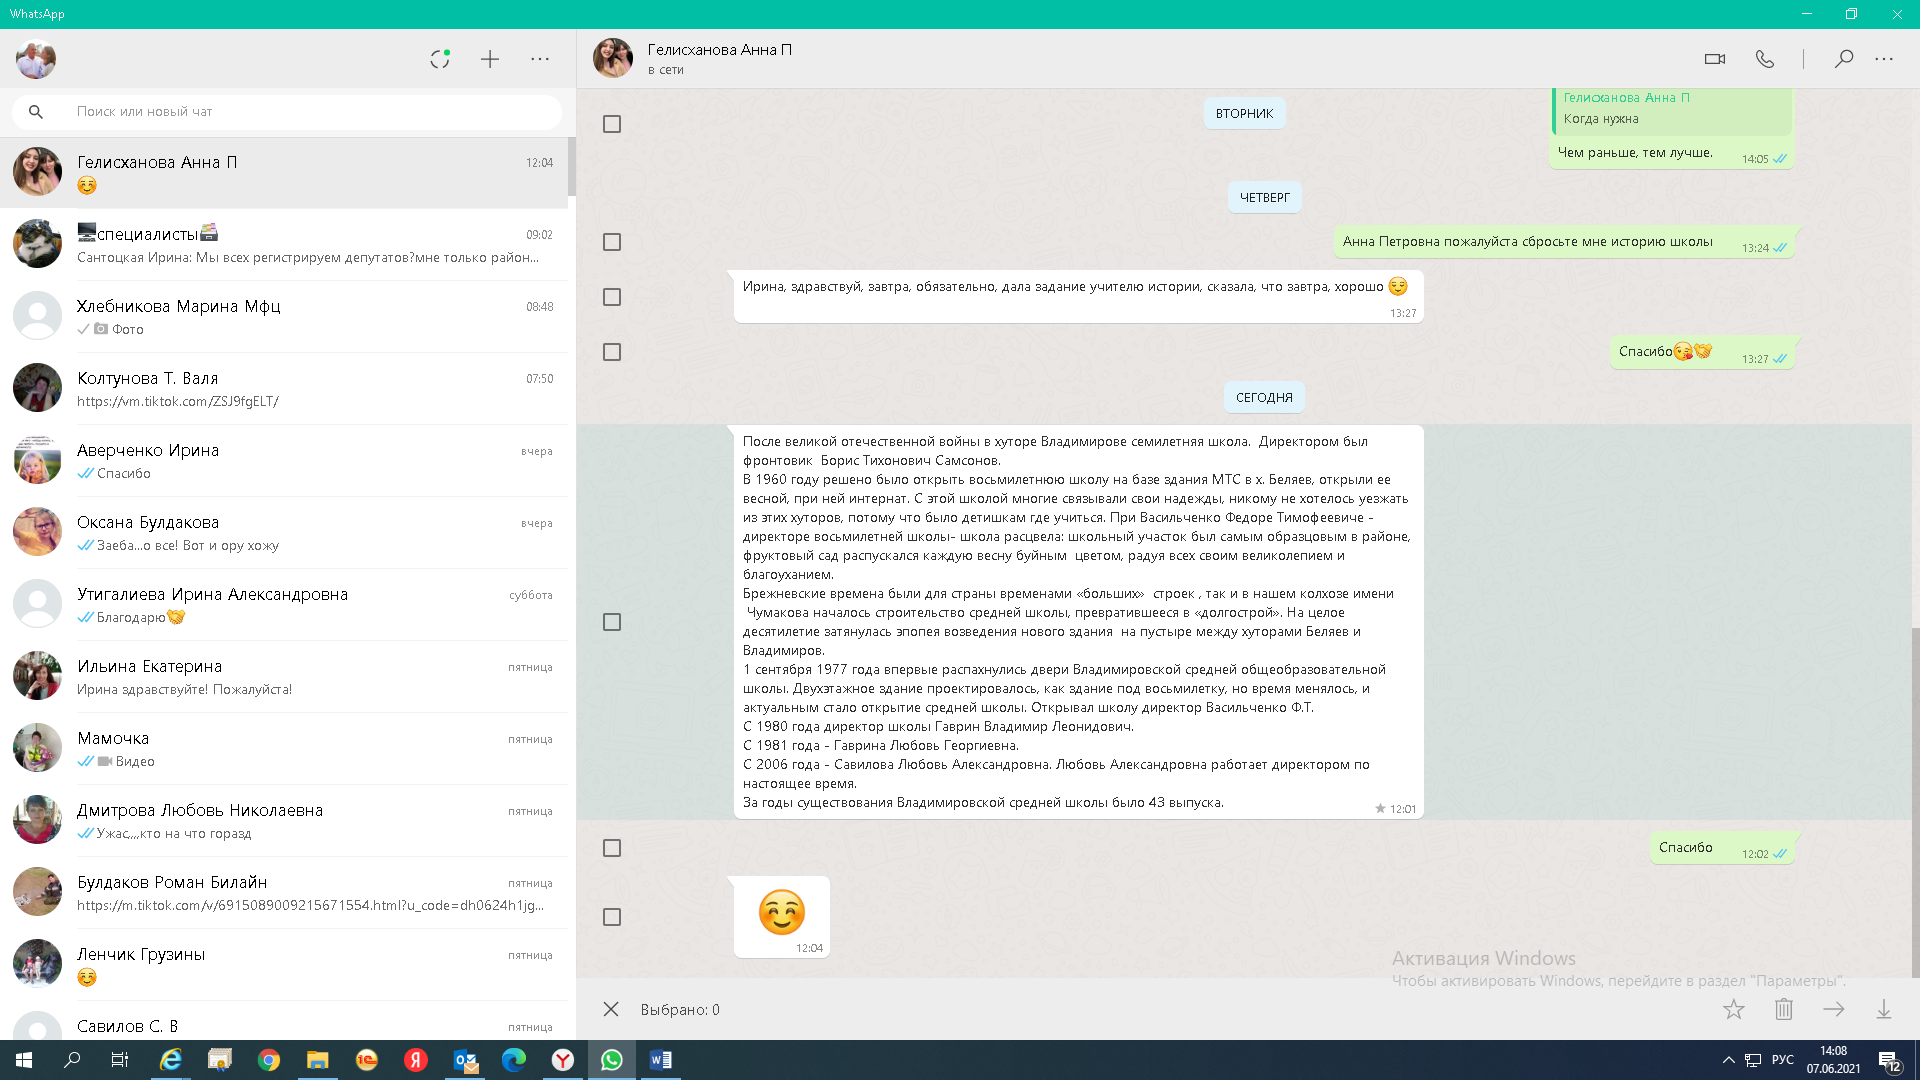 WhatsApp
Поиск или новый чат
Гелисханова Анна П
12:04
специалисты
09:02
Сантоцкая Ирина: Мы всех регистрируем депутатов?мне только район...
Хлебникова Марина Мфц
08:48
Фото
Колтунова Т. Валя
07:50
https://vm.tiktok.com/ZSJ9fgELT/
Аверченко Ирина
вчера
Спасибо
Оксана Булдакова
вчера
Заеба...о все! Вот и ору хожу
Утигалиева Ирина Александровна
суббота
Благодарю
Ильина Екатерина
пятница
Ирина здравствуйте! Пожалуйста!
Мамочка
пятница
Видео
Дмитрова Любовь Николаевна
пятница
Ужас,,,,кто на что горазд
Булдаков Роман Билайн
пятница
https://m.tiktok.com/v/6915089009215671554.html?u_code=dh0624h1jg...
Ленчик Грузины
пятница
Савилов С. В
пятница
Гелисханова Анна П
в сети
Гелисханова Анна П
Когда нужна
Чем раньше, тем лучше.
14:05
ВТОРНИК
ЧЕТВЕРГ
Анна Петровна пожалуйста сбросьте мне историю школы
13:24
Ирина, здравствуй, завтра, обязательно, дала задание учителю истории, сказала, что завтра, хорошо
13:27
Спасибо
13:27
СЕГОДНЯ
После великой отечественной войны в хуторе Владимирове семилетняя школа.  Директором был
фронтовик  Борис Тихонович Самсонов.
В 1960 году решено было открыть восьмилетнюю школу на базе здания МТС в х. Беляев, открыли ее
весной, при ней интернат. С этой школой многие связывали свои надежды, никому не хотелось уезжать
из этих хуторов, потому что было детишкам где учиться. При Васильченко Федоре Тимофеевиче -
директоре восьмилетней школы- школа расцвела: школьный участок был самым образцовым в районе,
фруктовый сад распускался каждую весну буйным  цветом, радуя всех своим великолепием и
благоуханием.
Брежневские времена были для страны временами «больших»  строек , так и в нашем колхозе имени
Чумакова началось строительство средней школы, превратившееся в «долгострой». На целое
десятилетие затянулась эпопея возведения нового здания  на пустыре между хуторами Беляев и
Владимиров.
1 сентября 1977 года впервые распахнулись двери Владимировской средней общеобразовательной
школы. Двухэтажное здание проектировалось, как здание под восьмилетку, но время менялось, и
актуальным стало открытие средней школы. Открывал школу директор Васильченко Ф.Т.
С 1980 года директор школы Гаврин Владимир Леонидович.
С 1981 года - Гаврина Любовь Георгиевна.
С 2006 года - Савилова Любовь Александровна. Любовь Александровна работает директором по
настоящее время.
За годы существования Владимировской средней школы было 43 выпуска.
12:01
Спасибо
12:02
12:04
Активация Windows
Чтобы активировать Windows, перейдите в раздел "Параметры".
Выбрано: 0
РУС
14:08
07.06.2021
12